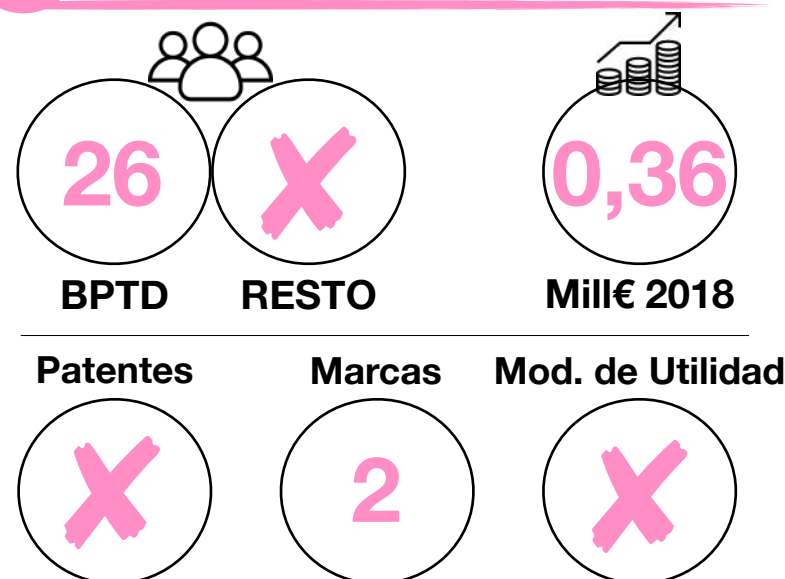 26
0,36
BPTD RESTO Mill€ 2018
Patentes Marcas Mod. de Utilidad
2